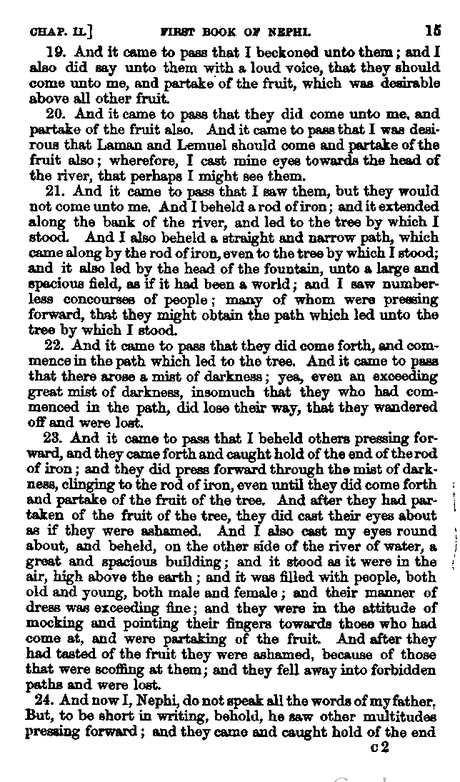 CHAP. II.] FIRST BOOK OF NEPHI. 15
19. And it came to pass that I beckoned unto them; and I
also did say unto them with a loud voice, that they should
come unto me, and partake of the fruit, which was desirable
above all other fruit.
20. And it came to pass that they did come unto me, and
partake of the fruit also. And it came to pass that I was desi-
rous that Laman and Lemuel should come and partake of the
fruit also; wherefore, I cast mine eyes towards the head of
the river, that perhaps I might see them.
21. And it came to pass that I saw them, but they would
not come unto me. And I beheld a rod of iron; and it extended
along the bank of the river, and led to the tree by which I
stood. And I also beheld a straight and narrow path, which
came along by the rod of iron, even to the tree by which I stood;
and it also led by the head of the fountain, unto a large and
spacious field, as if it had been a world; and I saw number-
less concourses of people; many of whom were pressing
forward, that they might obtain the path which led unto the
tree by which I stood.
22. And it came to pass that they did come forth, and com-
mence in the path which led to the tree. And it came to pass
that there arose a mist of darkness; yea, even an exceeding
great mist of darkness, insomuch that they who had com-
menced in the path, did lose their way, that they wandered
off and were lost.
23. And it came to pass that I beheld others pressing for-
ward, and they came forth and caught hold of the end of the rod
of iron; and they did press forward through the mist of dark-
ness, clinging to the rod of iron, even until they did come forth
and partake of the fruit of the tree. And after they had par-
taken of the fruit of the tree, they did cast their eyes about
as if they were ashamed. And I also cast my eyes round
about, and beheld, on the other side of the river of water, a
great and spacious building; and it stood as it were in the
air, high above the earth; and it was filled with people, both
old and young, both male and female; and their manner of
dress was exceeding fine; and they were in the attitude of
mocking and pointing their fingers towards those who had
come at, and were partaking of the fruit. And after they
had tasted of the fruit they were ashamed, because of those
that were scoffing at them; and they fell away into forbidden
paths and were lost.
24. And now I, Nephi, do not speak all the words of my father.
But, to be short in writing, behold, he saw other multitudes
pressing forward; and they came and caught hold of the end
C 2